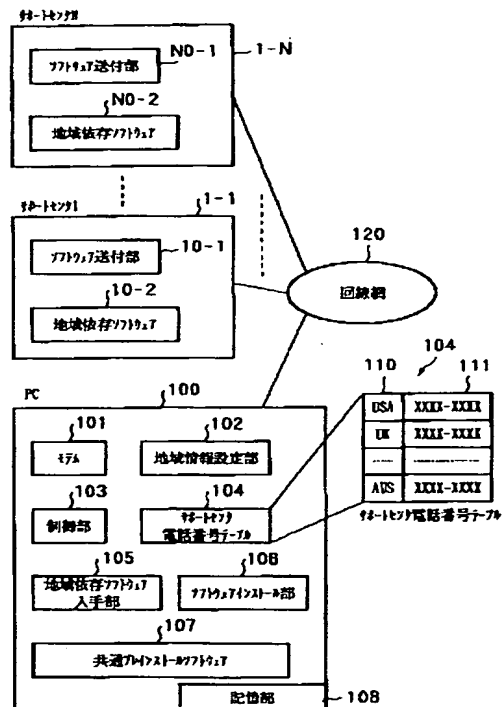 サポートセンタN
1-N
ソフトウェア送付部
N0-1
N0-2
地域依存ソフトウェア
サポートセンタ1
1-1
ソフトウェア送付部
10-1
10-2
地域依存ソフトウェア
120
回線網
PC
100
101
モデム
102
地域情報設定部
103
制御部
104
サポートセンタ
電話番号テーブル
105
地域依存ソフトウェア
入手部
106
ソフトウェアインストール部
107
共通プレインストールソフトウェア
記憶部
108
104
110
111
USA XXXX-XXXX
UK XXXX-XXXX
AUS XXXX-XXXX
サポートセンタ電話番号テーブル